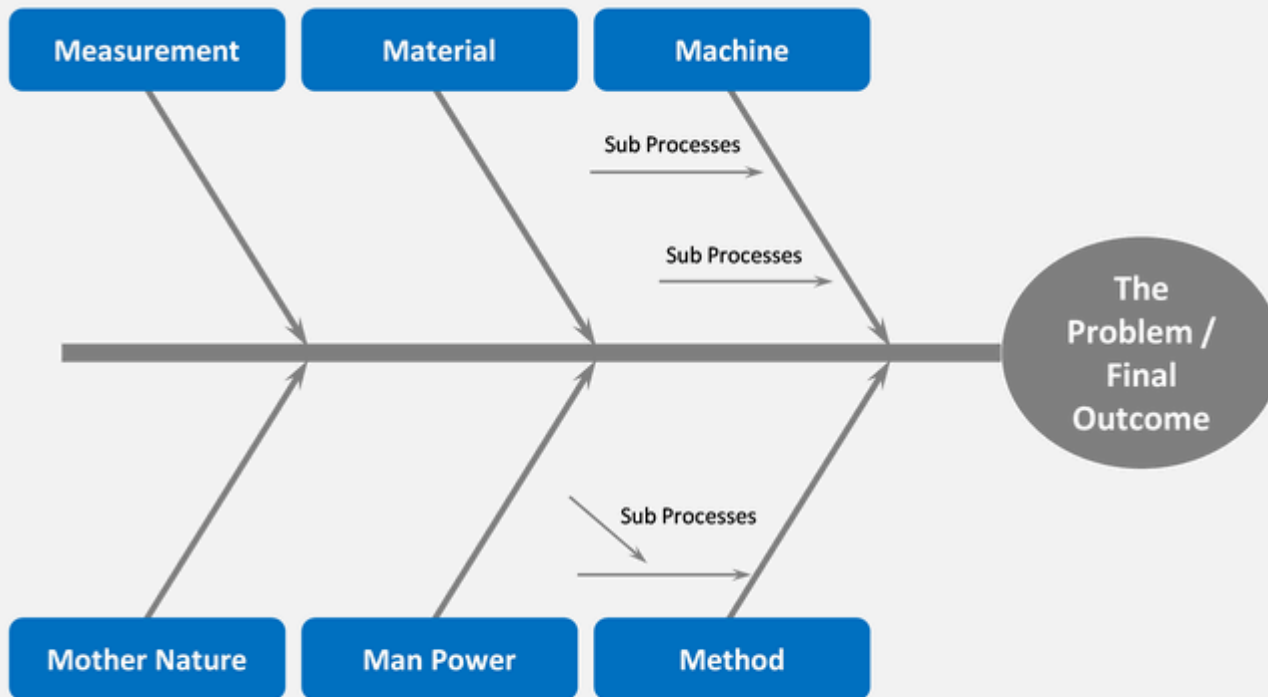 Measurement
Material
Machine
Sub Processes
Sub Processes
The
Problem /
Final
Outcome
Sub Processes
Mother Nature
Man Power
Method